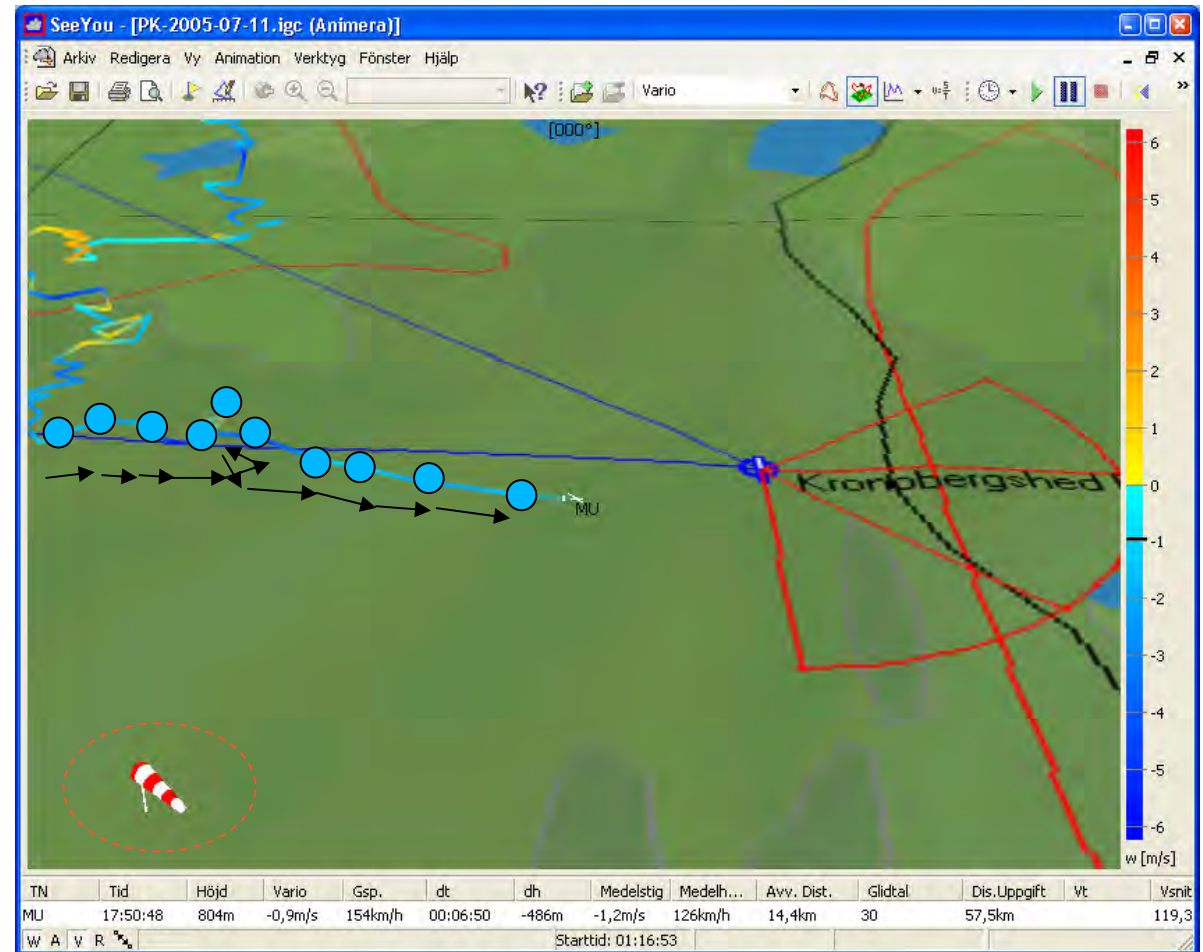 SeeYou - [PK-2005-07-11.igc (Animera)]
Arkiv Redigera Vy Animation Verktyg Fönster Hjälp
Vario
[000°]
6
5
4
3
2
1
0
-1
-2
-3
-4
-5
-6
w [m/s]
Kronobergshed
MU
TN Tid Höjd Vario Gsp. dt dh Medelstig Medelh... Avv. Dist. Glidtal Dis.Uppgift Vt Vsnit
MU 17:50:48 804m -0,9m/s 154km/h 00:06:50 -486m -1,2m/s 126km/h 14,4km 30 57,5km 119,3
W A V R Starttid: 01:16:53